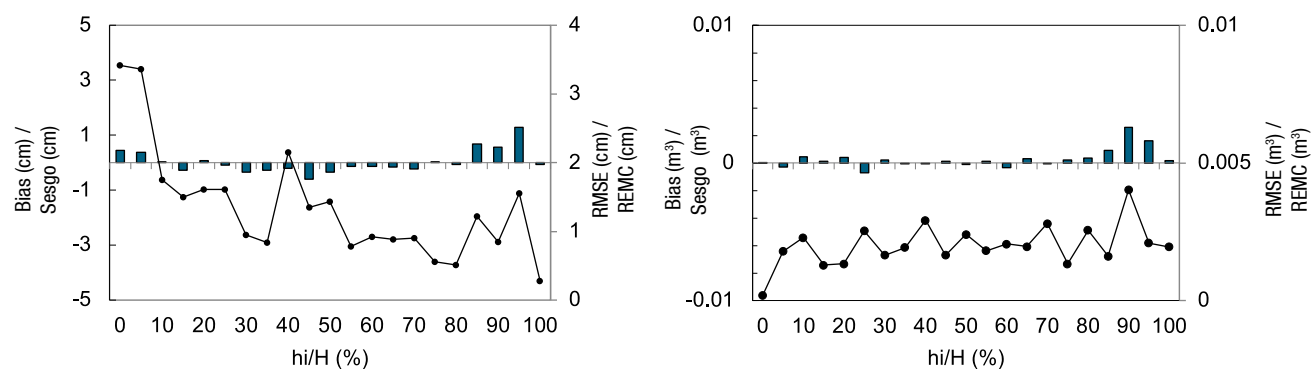 5
3
1
-1
-3
-5
Bias (cm) /
Sesgo (cm)
4
3
2
1
0
RMSE (cm) /
REMC (cm)
0 10 20 30 40 50 60 70 80 90 100
hi/H (%)
0.01
0
-0.01
Bias (m³) /
Sesgo (m³)
0.01
0.005
0
RMSE (m³) /
REMC (m³)
0 10 20 30 40 50 60 70 80 90 100
hi/H (%)